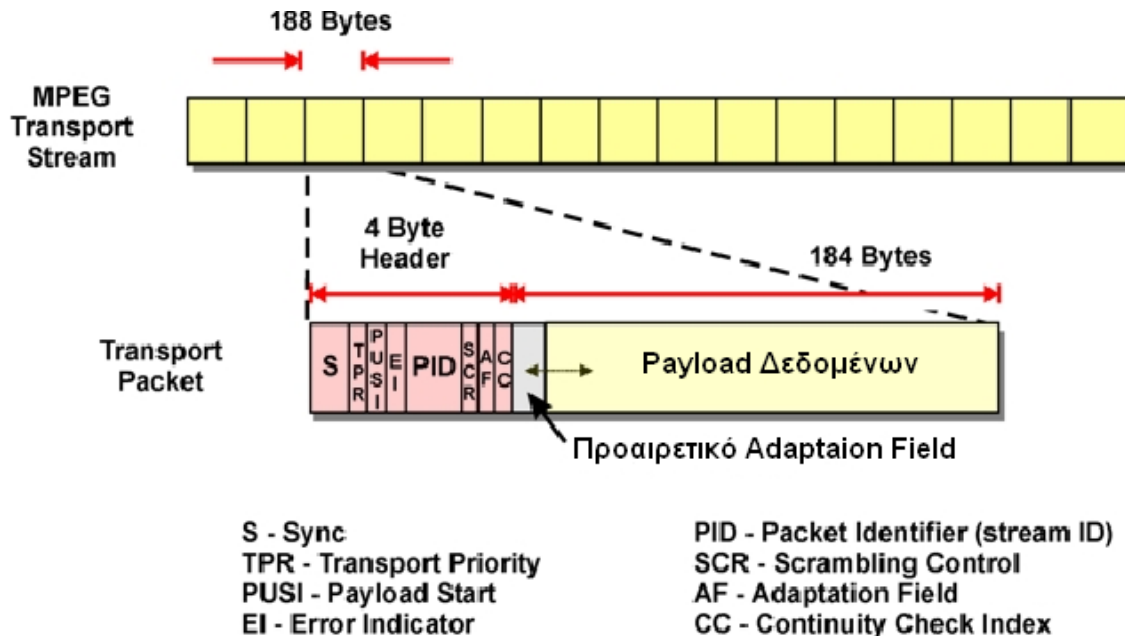 188 Bytes
MPEG
Transport
Stream
4 Byte
Header
184 Bytes
Transport
Packet
S
TPR
PUSI
EI
PID
SCR
AF
CC
Payload Δεδομένων
Προαιρετικό Adaptaion Field
S - Sync
TPR - Transport Priority
PUSI - Payload Start
EI - Error Indicator
PID - Packet Identifier (stream ID)
SCR - Scrambling Control
AF - Adaptation Field
CC - Continuity Check Index